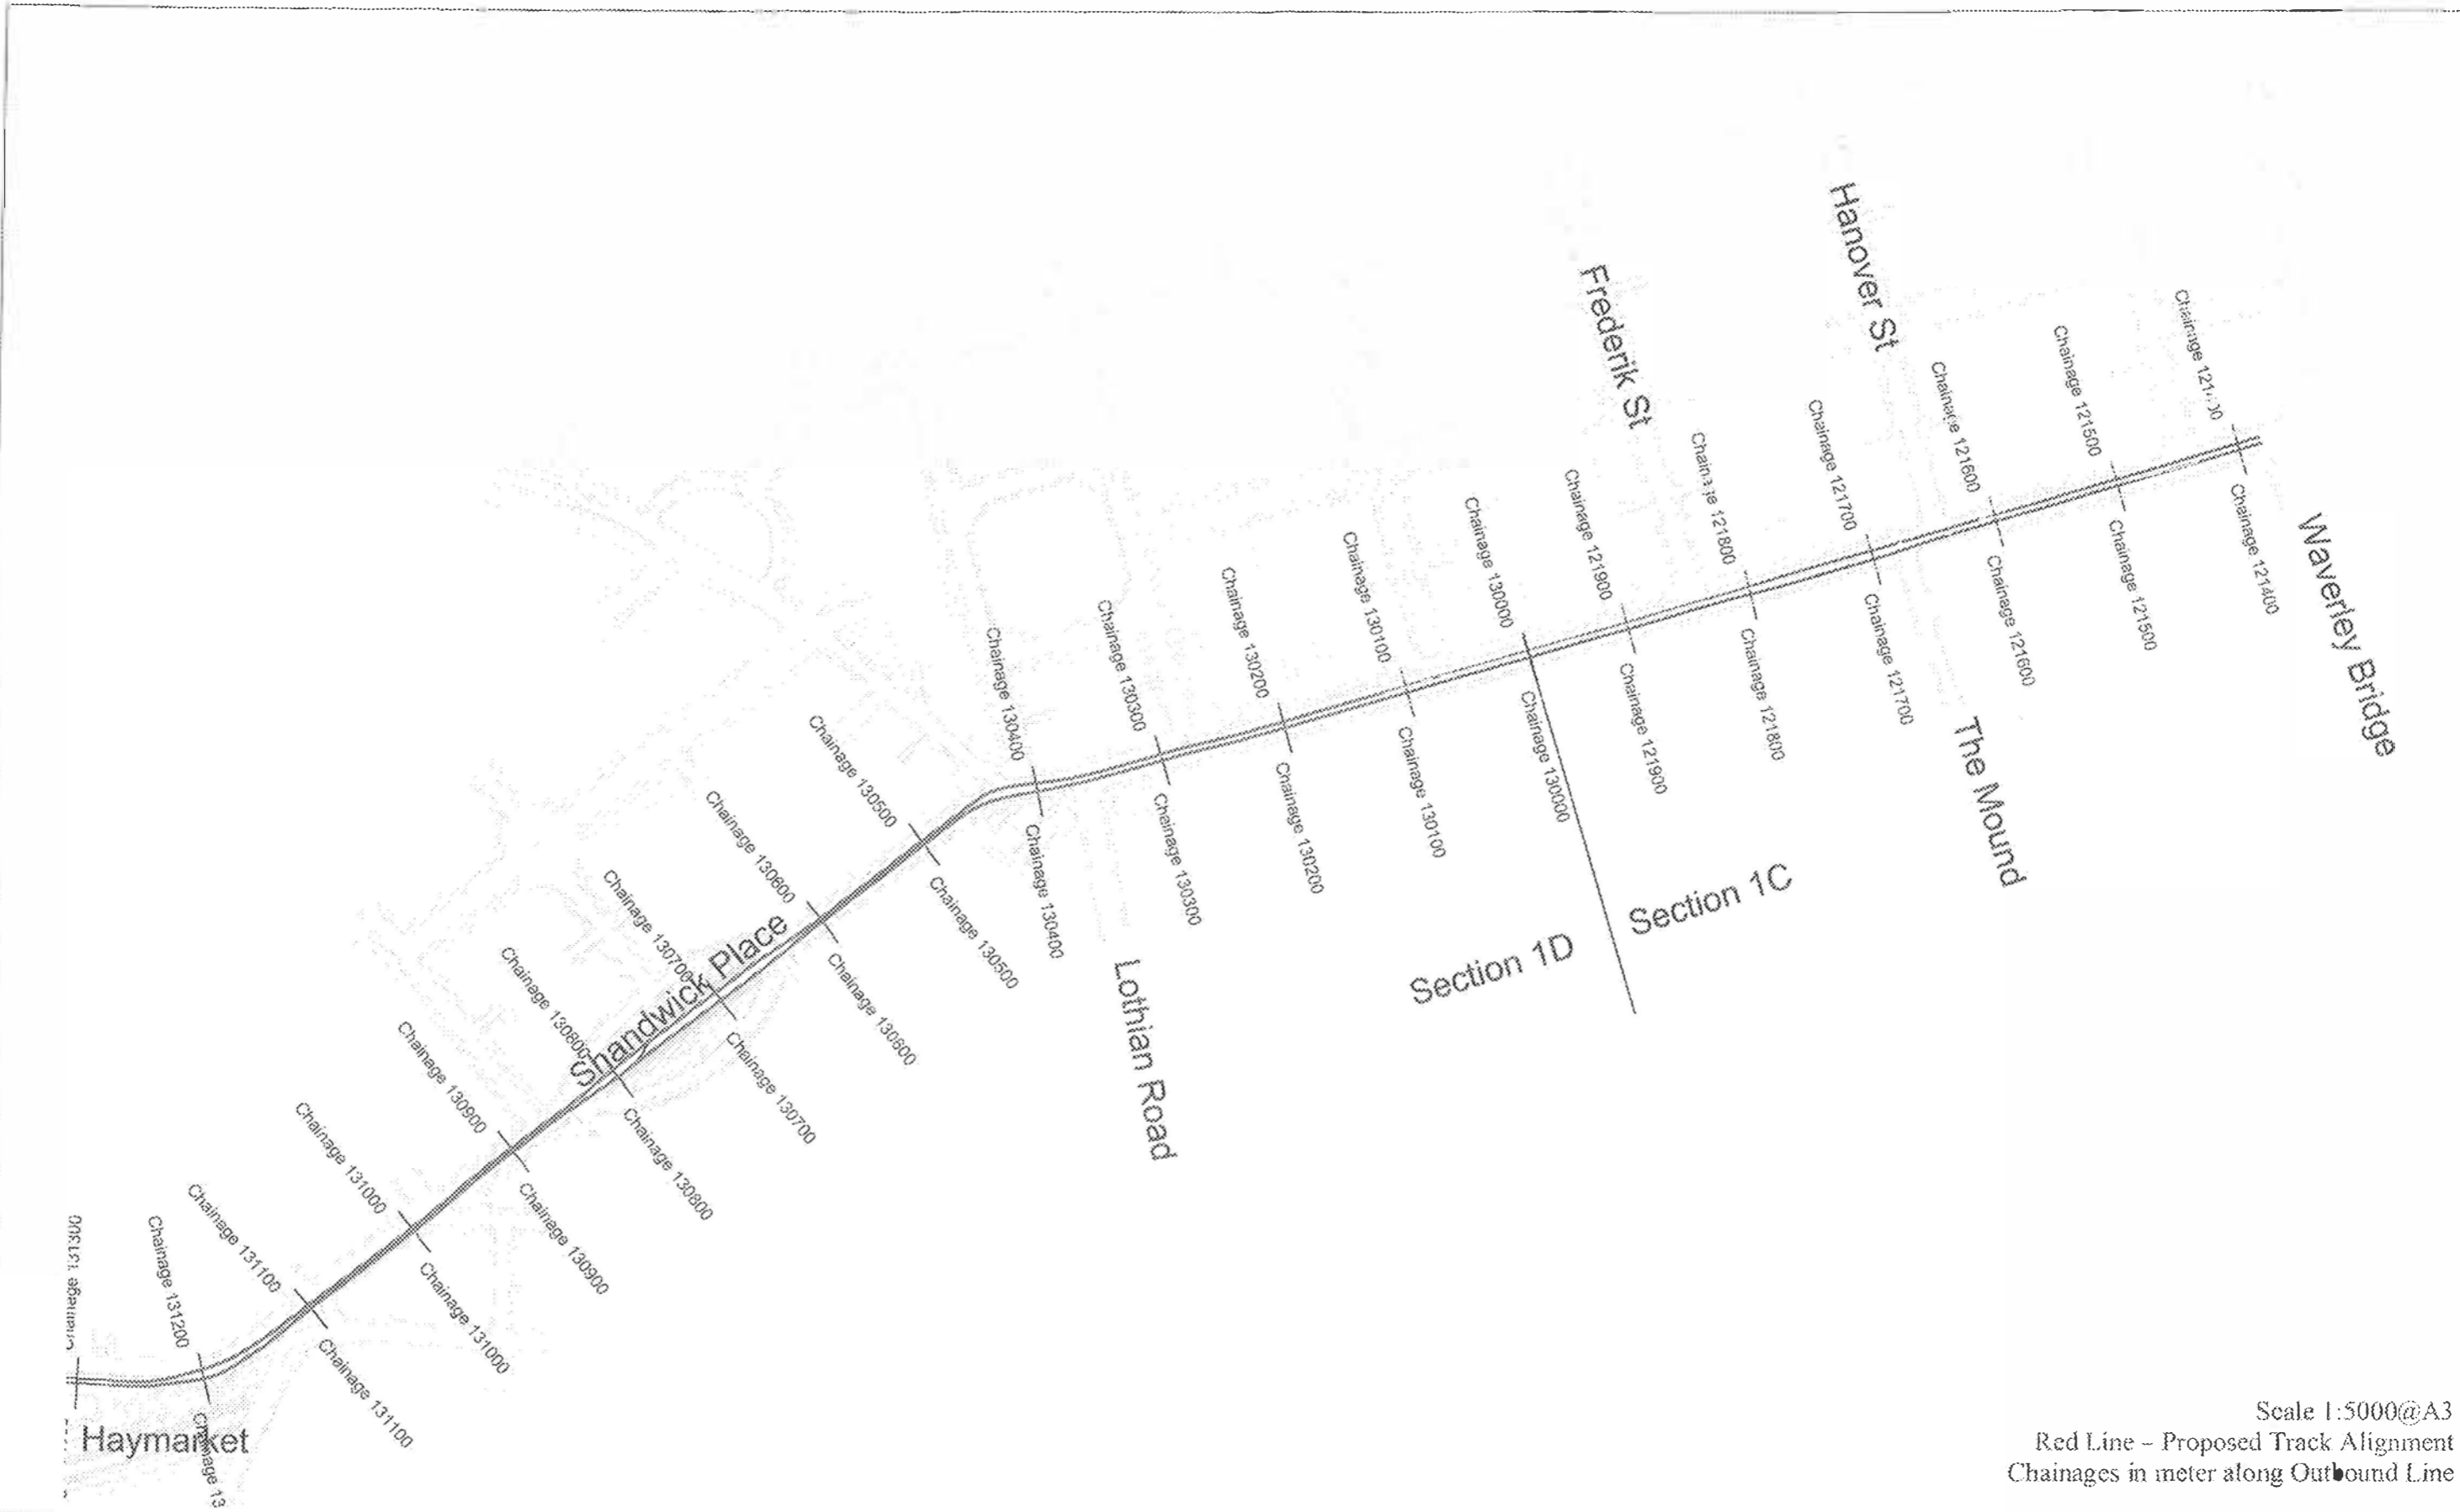 Hanover St
Frederik St
Chainage 121500
Chainage 121600
Chainage 121700
Chainage 121800
Chainage 121900
Chainage 130000
Chainage 130100
Chainage 130200
Chainage 130300
Chainage 130400
Chainage 130500
Chainage 130600
Chainage 130700
Chainage 130800
Chainage 130900
Chainage 131000
Chainage 131100
Chainage 131200
Chainage 131300
Chainage 121400
Chainage 121500
Chainage 121600
Chainage 121700
Chainage 121800
Chainage 121900
Chainage 130000
Chainage 130100
Chainage 130200
Chainage 130300
Chainage 130400
Chainage 130500
Chainage 130600
Chainage 130700
Chainage 130800
Chainage 130900
Chainage 131000
Chainage 131100
Waverley Bridge
The Mound
Section 1C
Section 1D
Lothian Road
Shandwick Place
Haymarket
Scale 1:5000@A3
Red Line – Proposed Track Alignment
Chainages in meter along Outbound Line